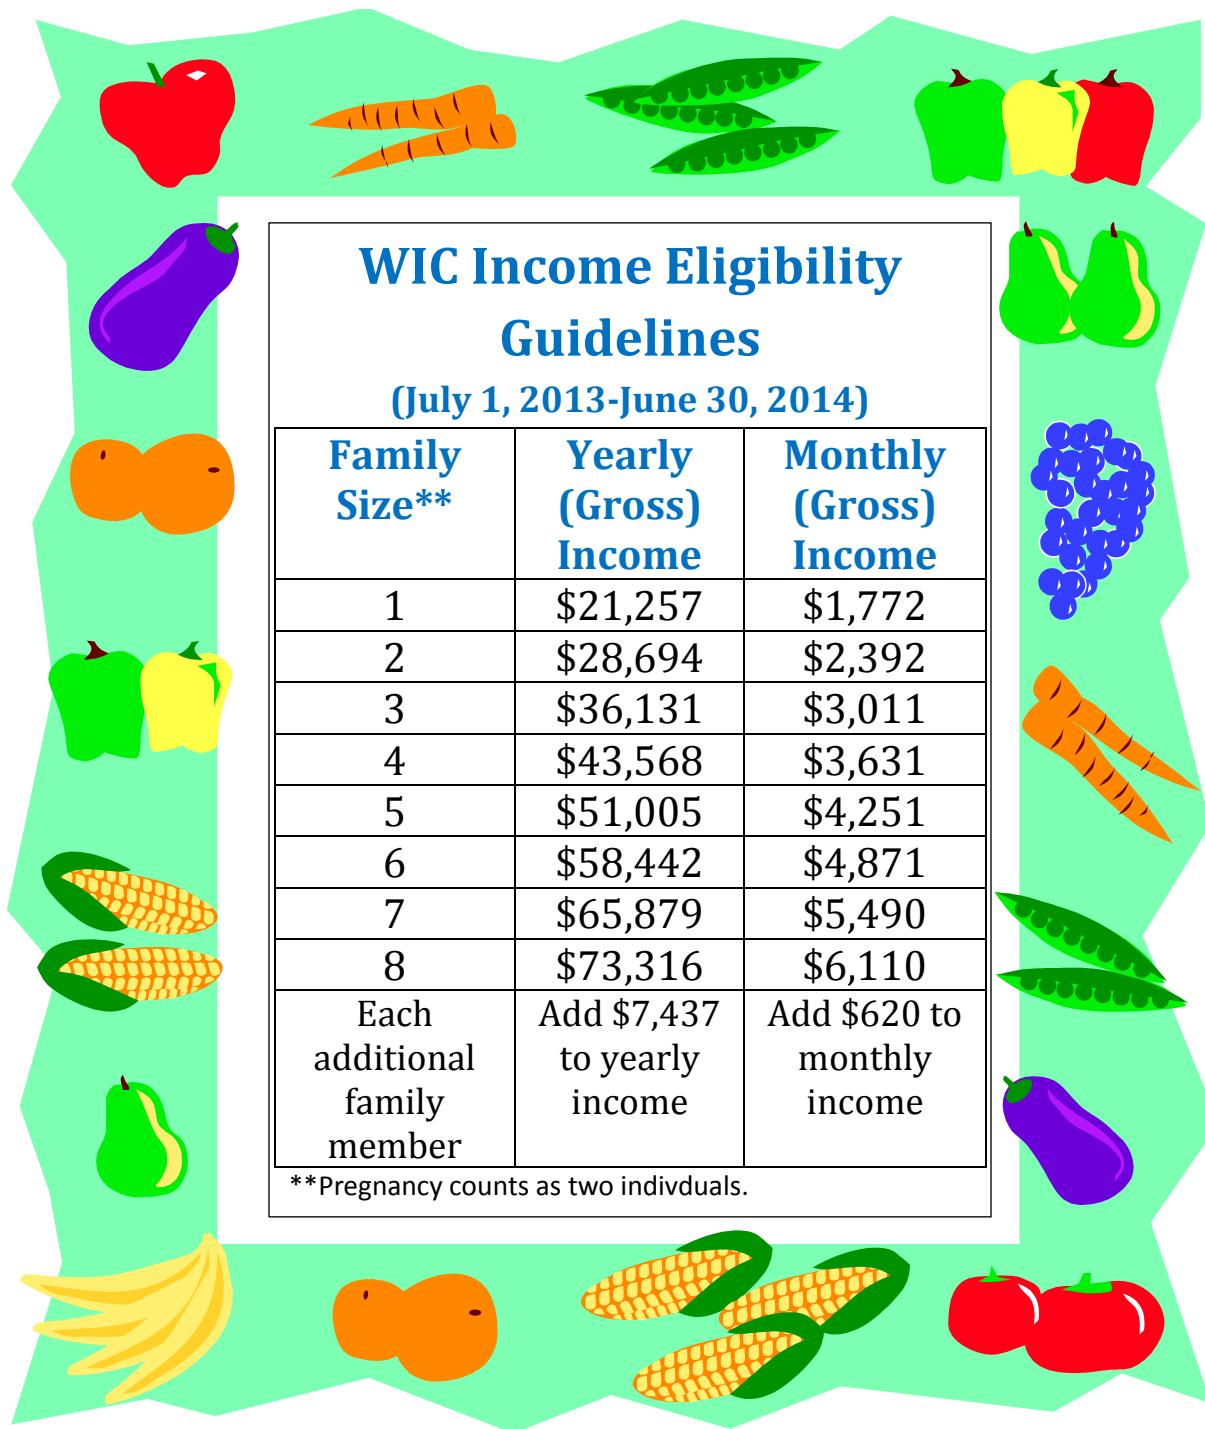 WIC Income Eligibility
Guidelines
(July 1, 2013-June 30, 2014)
Family Size** Yearly (Gross) Income Monthly (Gross) Income
1 $21,257 $1,772
2 $28,694 $2,392
3 $36,131 $3,011
4 $43,568 $3,631
5 $51,005 $4,251
6 $58,442 $4,871
7 $65,879 $5,490
8 $73,316 $6,110
Each additional family member Add $7,437 to yearly income Add $620 to monthly income
**Pregnancy counts as two indivduals.